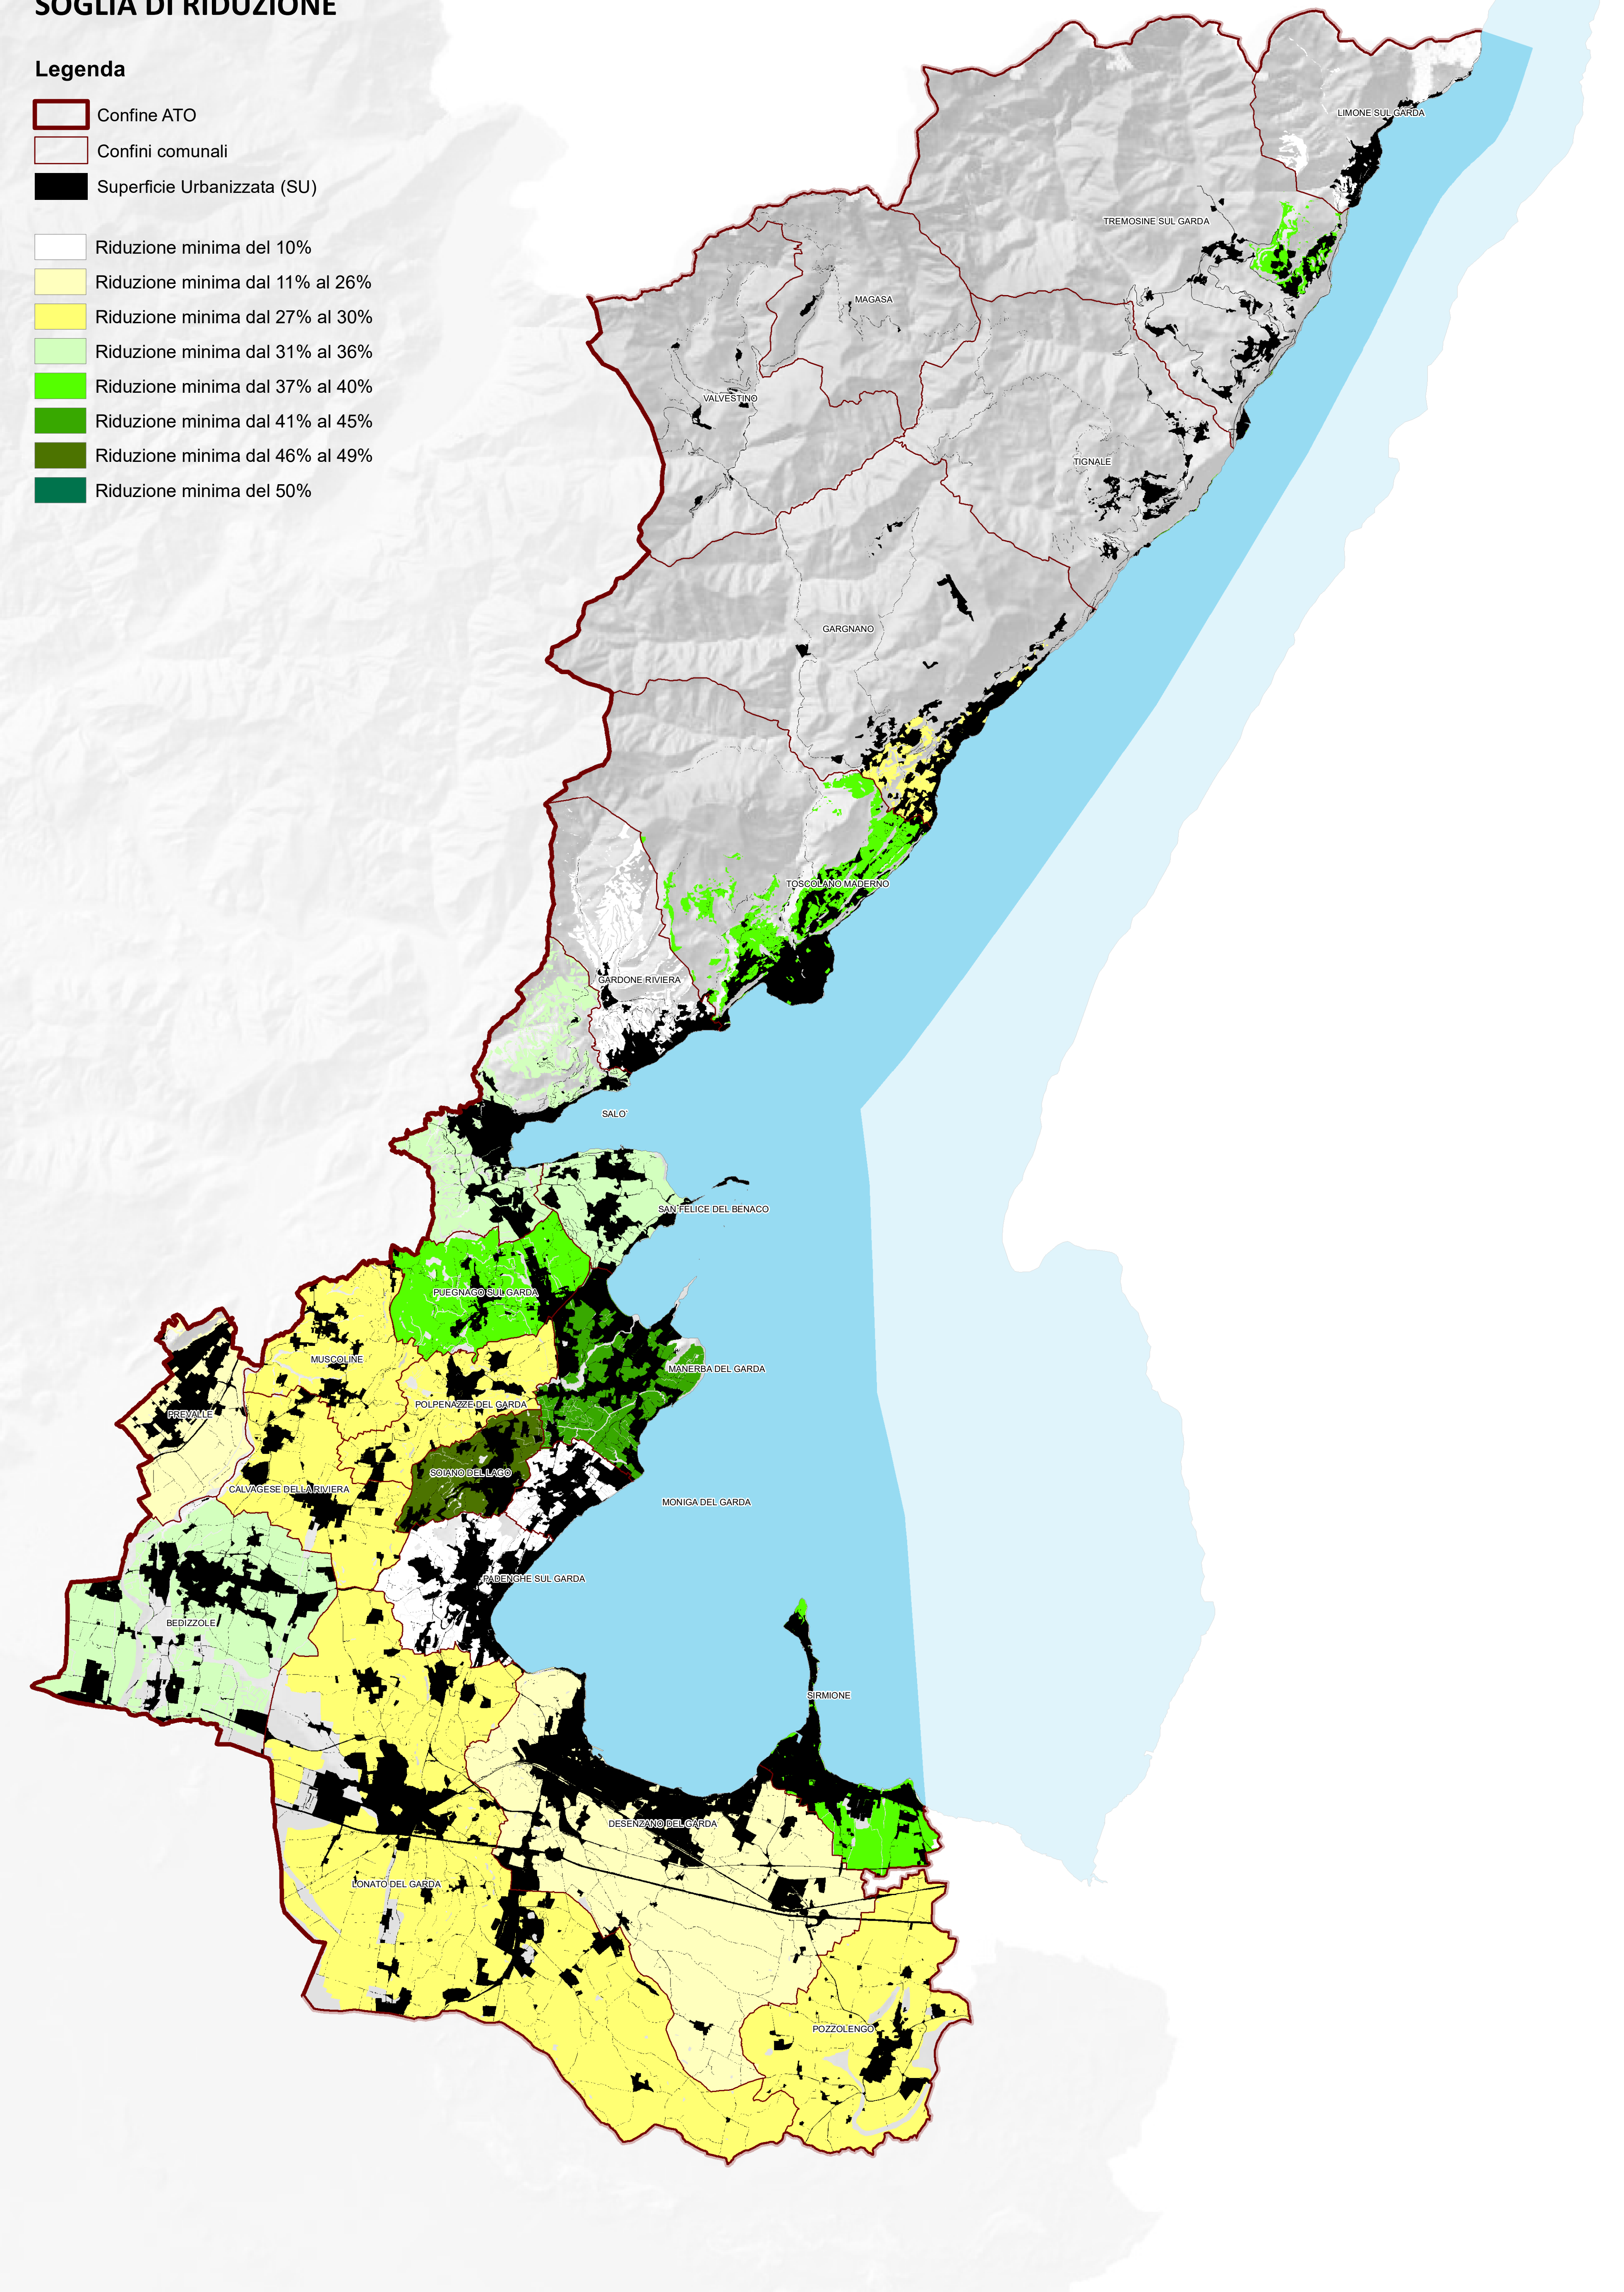 SOGLIA DI RIDUZIONE
Legenda
Confine ATO
Confini comunali
Superficie Urbanizzata (SU)
Riduzione minima del 10%
Riduzione minima dal 11% al 26%
Riduzione minima dal 27% al 30%
Riduzione minima dal 31% al 36%
Riduzione minima dal 37% al 40%
Riduzione minima dal 41% al 45%
Riduzione minima dal 46% al 49%
Riduzione minima del 50%
LIMONE SUL GARDA
TREMOSINE SUL GARDA
MAGASA
VALVESTINO
TIGNALE
GARGNANO
TOSCOLANO MADERNO
GARDONE RIVIERA
SALO'
SAN FELICE DEL BENACO
PUEGNAGO SUL GARDA
MUSCOLINE
MANERBA DEL GARDA
POLPENAZZE DEL GARDA
PREVALLE
SOIANO DEL LAGO
CALVAGESE DELLA RIVIERA
MONIGA DEL GARDA
PADENGHE SUL GARDA
BEDIZZOLE
SIRMIONE
DESENZANO DEL GARDA
LONATO DEL GARDA
POZZOLENGO